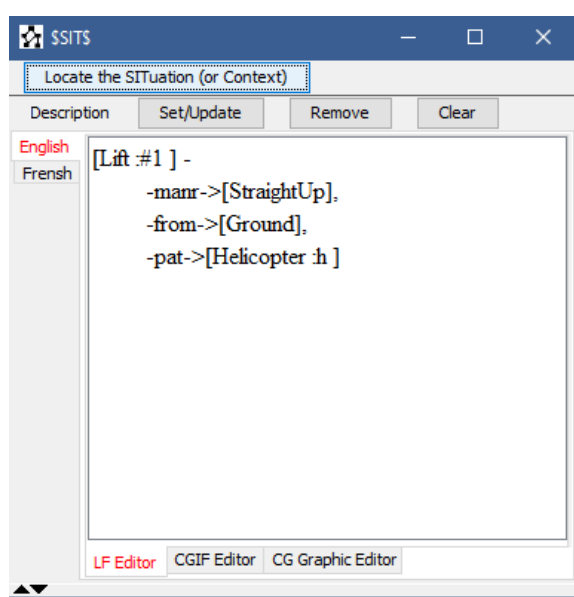 $SIT$
Locate the SITuation (or Context)
Description Set/Update Remove Clear
English
Frensh
[Lift :#1 ] -
-manr->[StraightUp],
-from->[Ground],
-pat->[Helicopter :h ]
LF Editor CGIF Editor CG Graphic Editor